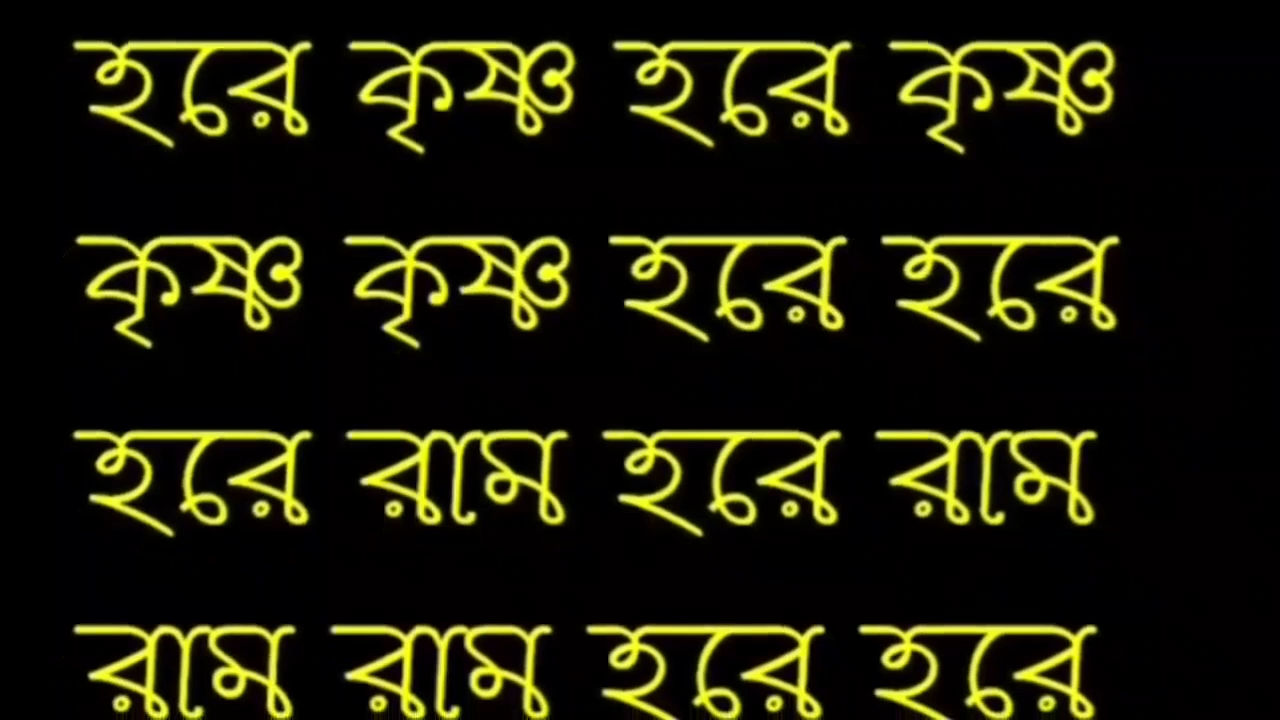 হরে কৃষ্ণ হরে কৃষ্ণ
কৃষ্ণ কৃষ্ণ হরে হরে
হরে রাম হরে রাম
রাম রাম হরে হরে